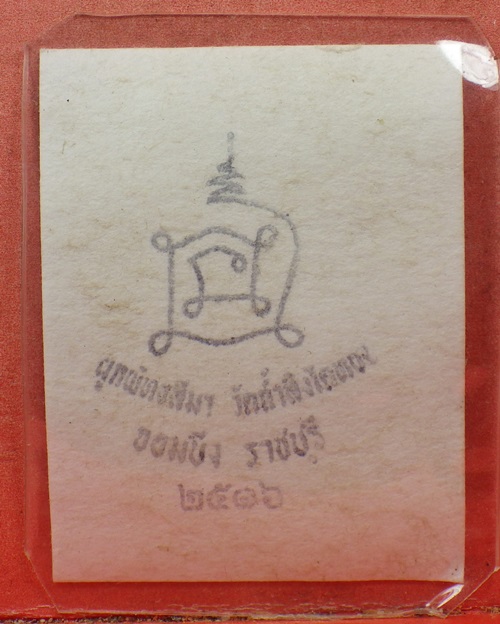 ผูกพัทธสีมา วัดถ้ำสิงโตทอง
จอมบึง ราชบุรี
๒๕๑๖